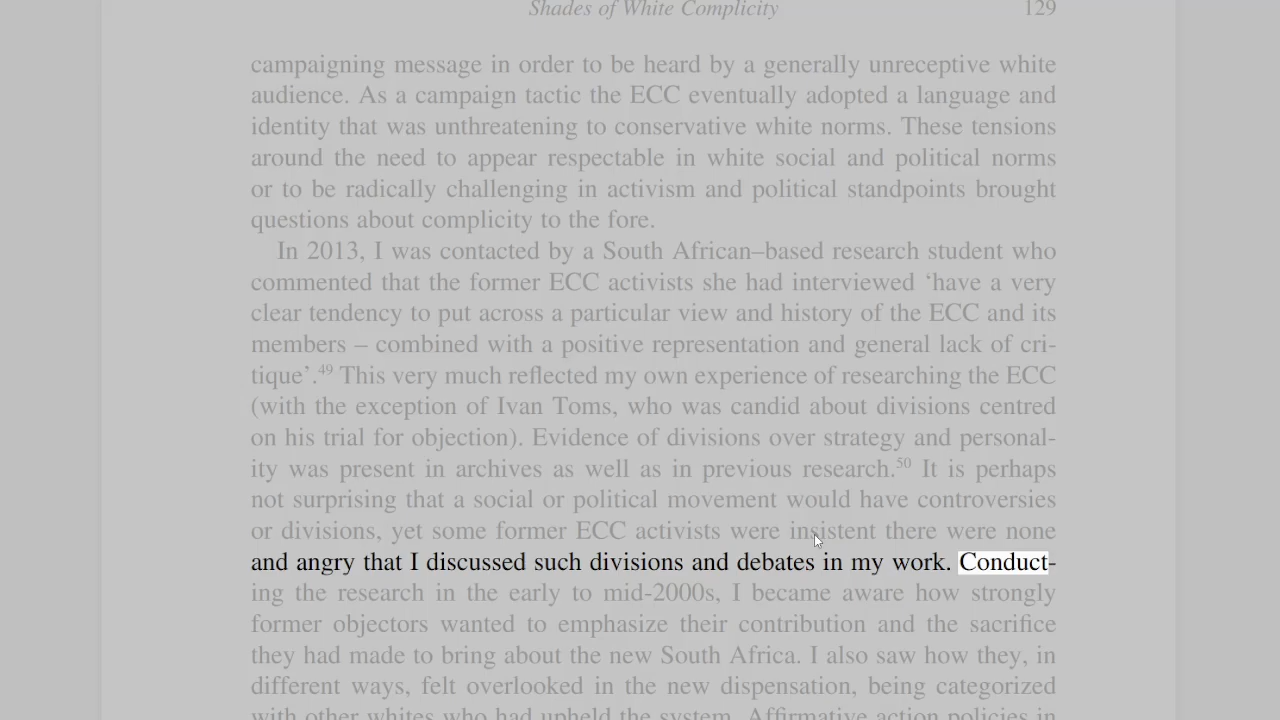 Shades of White Complicity 129
campaigning message in order to be heard by a generally unreceptive white
audience. As a campaign tactic the ECC eventually adopted a language and
identity that was unthreatening to conservative white norms. These tensions
around the need to appear respectable in white social and political norms
or to be radically challenging in activism and political standpoints brought
questions about complicity to the fore.
In 2013, I was contacted by a South African–based research student who
commented that the former ECC activists she had interviewed ‘have a very
clear tendency to put across a particular view and history of the ECC and its
members – combined with a positive representation and general lack of cri-
tique’.49 This very much reflected my own experience of researching the ECC
(with the exception of Ivan Toms, who was candid about divisions centred
on his trial for objection). Evidence of divisions over strategy and personal-
ity was present in archives as well as in previous research.50 It is perhaps
not surprising that a social or political movement would have controversies
or divisions, yet some former ECC activists were insistent there were none
and angry that I discussed such divisions and debates in my work. Conduct-
ing the research in the early to mid-2000s, I became aware how strongly
former objectors wanted to emphasize their contribution and the sacrifice
they had made to bring about the new South Africa. I also saw how they, in
different ways, felt overlooked in the new dispensation, being categorized
with other whites who had upheld the system. Affirmative action policies in